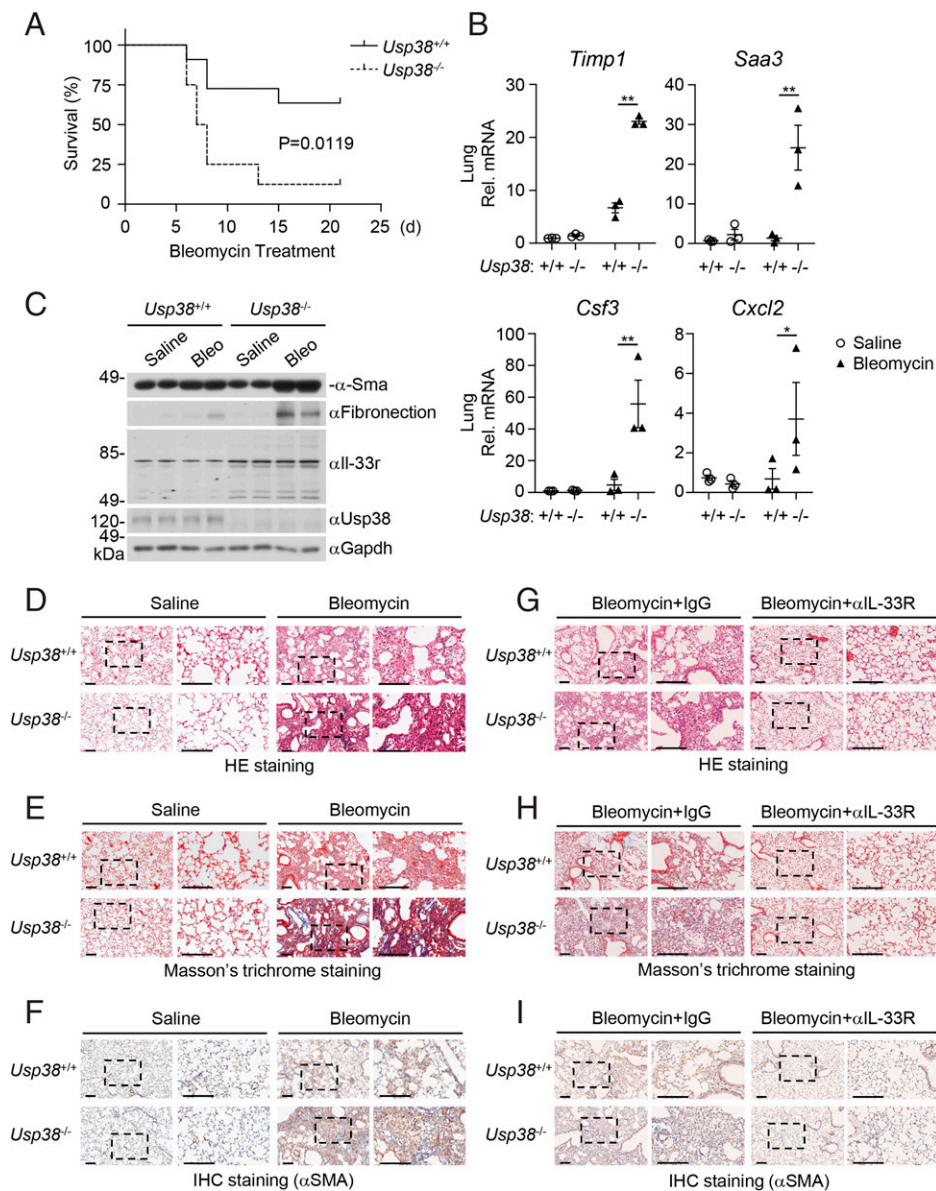 A
Usp38+/+
Usp38-/-
100
75
50
25
0
Survival (%)
P=0.0119
0 5 10 15 20 25 (d)
Bleomycin Treatment
B
Timp1
Saa3
Lung
Rel. mRNA
30
20
10
0
**
40
30
20
10
0
**
Usp38: +/+ -/- +/+ -/- +/+ -/- +/+ -/-
Csf3
Cxcl2
Lung
Rel. mRNA
100
80
60
40
20
0
**
8
6
4
2
0
*
Saline
Bleomycin
Usp38: +/+ -/- +/+ -/- +/+ -/- +/+ -/-
C
Usp38+/+ Usp38-/-
Saline Bleo Saline Bleo
49- -α-Sma
αFibronection
85- αIl-33r
49-
120- αUsp38
49- αGapdh
kDa
D
Saline Bleomycin
Usp38+/+
Usp38-/-
HE staining
E
Saline Bleomycin
Usp38+/+
Usp38-/-
Masson's trichrome staining
F
Saline Bleomycin
Usp38+/+
Usp38-/-
IHC staining (αSMA)
G
Bleomycin+IgG Bleomycin+αIL-33R
Usp38+/+
Usp38-/-
HE staining
H
Bleomycin+IgG Bleomycin+αIL-33R
Usp38+/+
Usp38-/-
Masson's trichrome staining
I
Bleomycin+IgG Bleomycin+αIL-33R
Usp38+/+
Usp38-/-
IHC staining (αSMA)